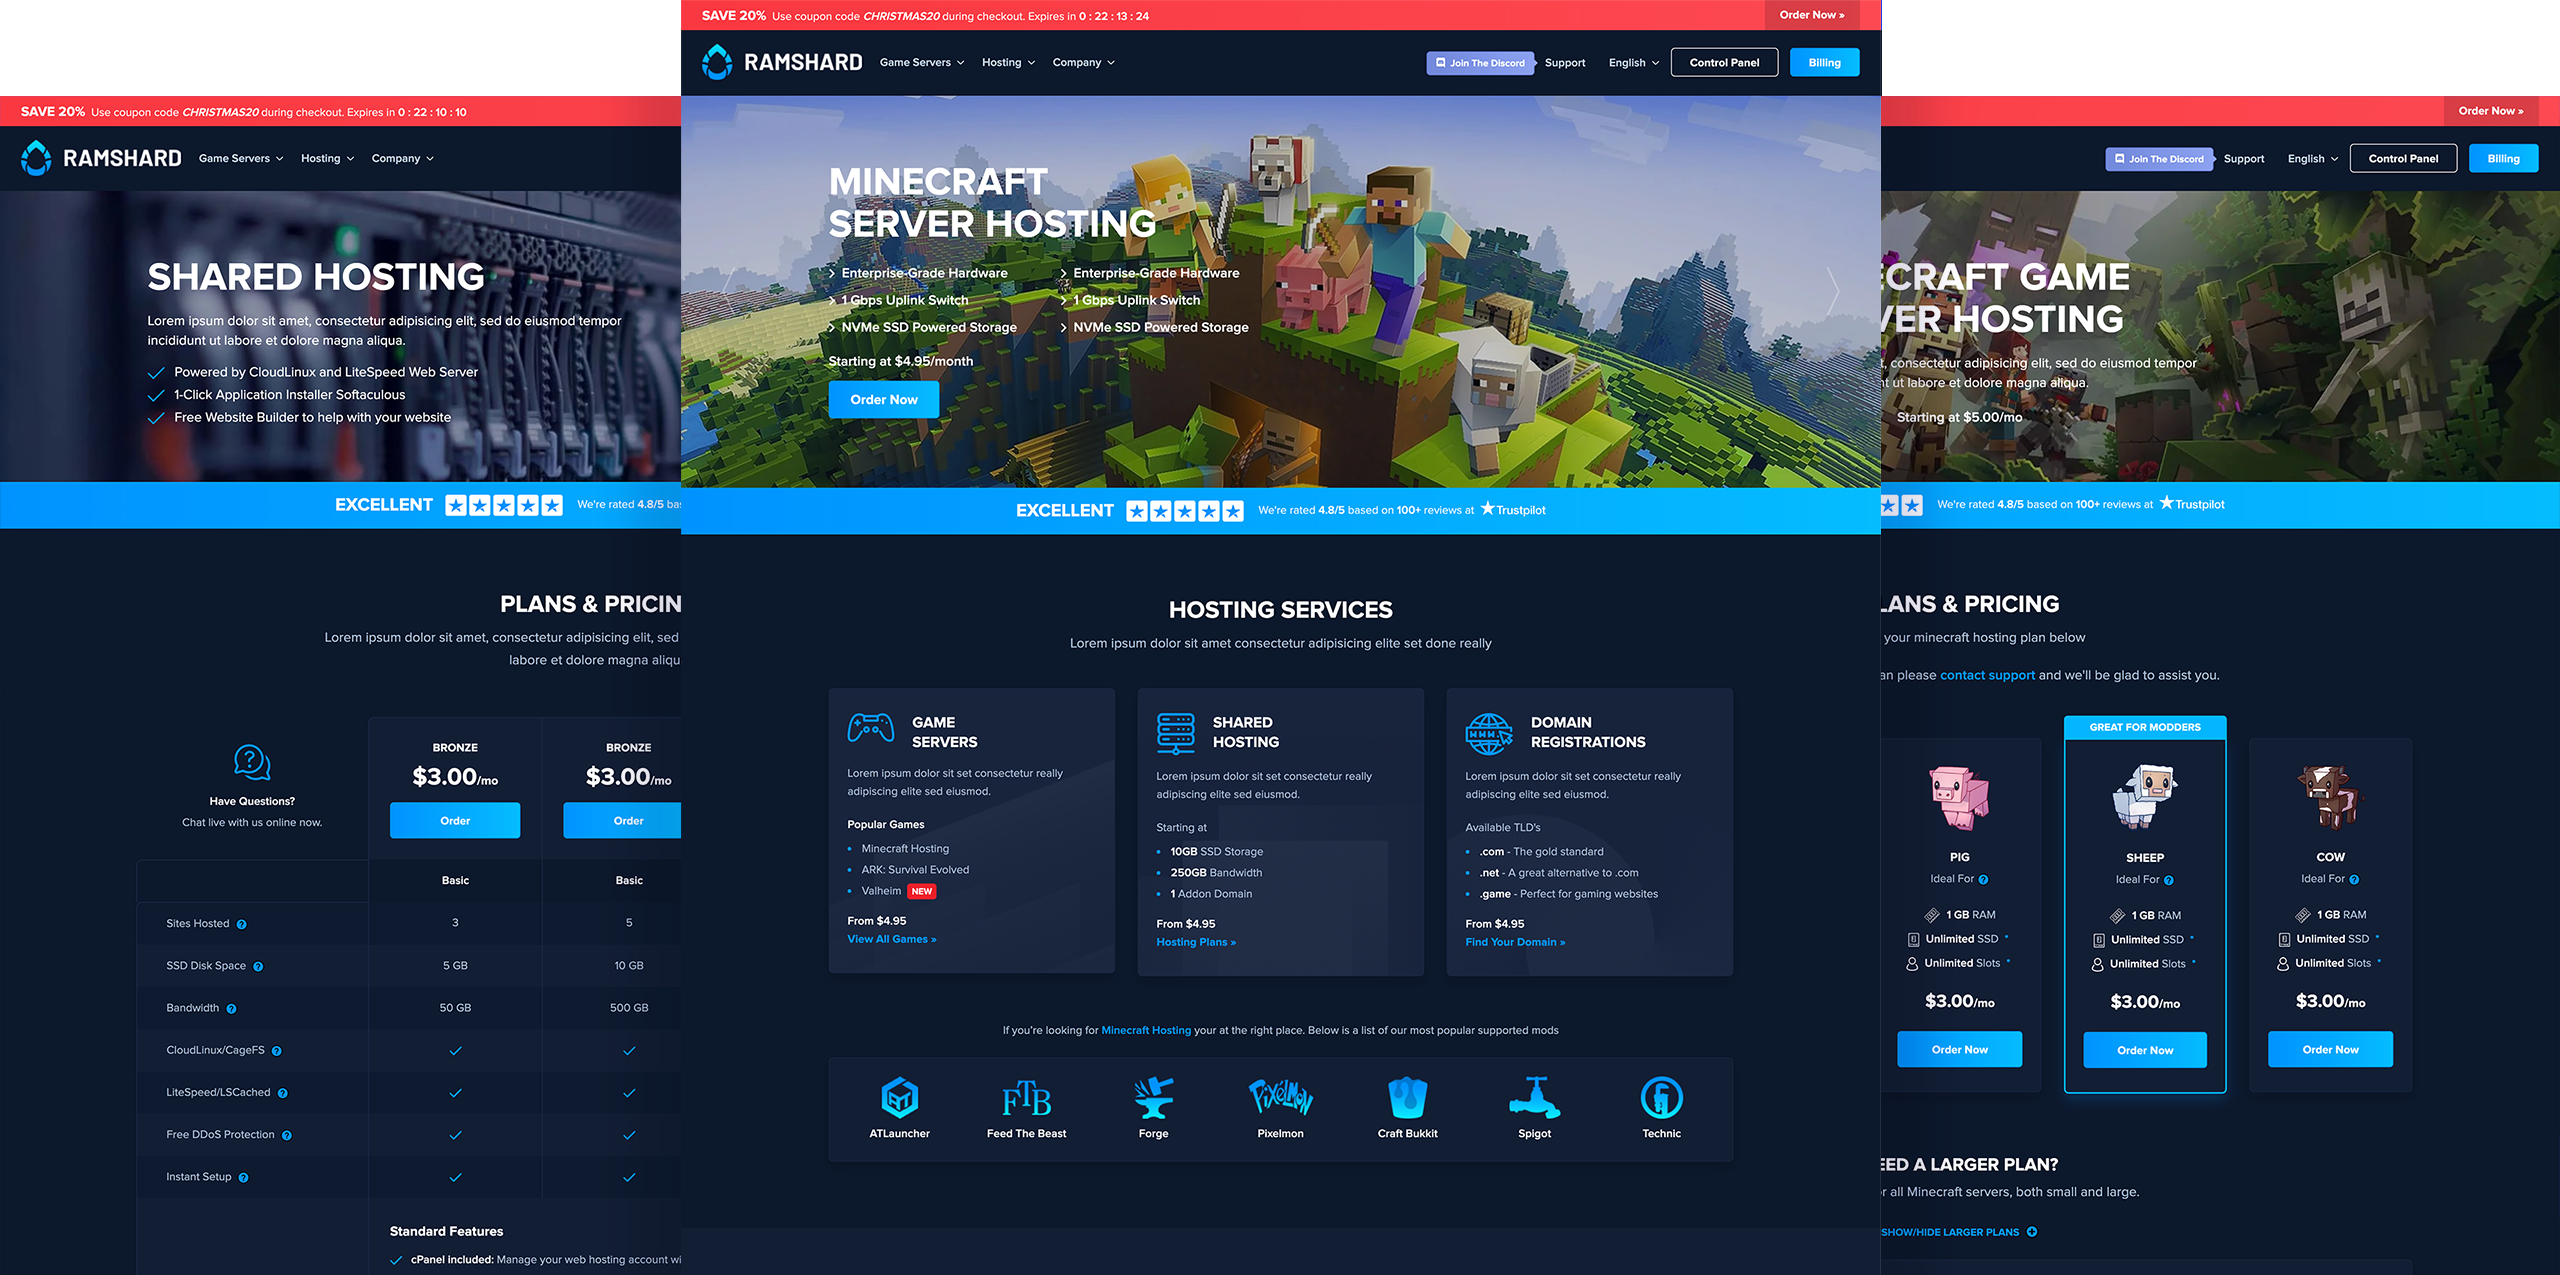 SAVE 20% Use coupon code CHRISTMAS20 during checkout. Expires in 0 : 22 : 10 : 10
RAMSHARD Game Servers Hosting Company
SHARED HOSTING
Lorem ipsum dolor sit amet, consectetur adipisicing elit, sed do eiusmod tempor
incididunt ut labore et dolore magna aliqua.
Powered by CloudLinux and LiteSpeed Web Server
1-Click Application Installer Softaculous
Free Website Builder to help with your website
EXCELLENT We're rated 4.8/5
PLANS &
Lorem ipsum dolor sit amet, consectetur adipisicing elit, sed
labore et dolore magna
Have Questions?
Chat live with us online now.
BRONZE BRONZE
$3.00/mo $3.00/mo
Order Order
Basic Basic
Sites Hosted 3 5
SSD Disk Space 5 GB 10 GB
Bandwidth 50 GB 500 GB
CloudLinux/CageFS
LiteSpeed/LSCached
Free DDoS Protection
Instant Setup
Standard Features
cPanel included: Manage your web hosting account
SAVE 20% Use coupon code CHRISTMAS20 during checkout. Expires in 0 : 22 : 13 : 24 Order Now »
RAMSHARD Game Servers Hosting Company Join The Discord Support English Control Panel Billing
MINECRAFT
SERVER HOSTING
Enterprise-Grade Hardware Enterprise-Grade Hardware
1 Gbps Uplink Switch 1 Gbps Uplink Switch
NVMe SSD Powered Storage NVMe SSD Powered Storage
Starting at $4.95/month
Order Now
EXCELLENT We're rated 4.8/5 based on 100+ reviews at Trustpilot
HOSTING SERVICES
Lorem ipsum dolor sit amet consectetur adipisicing elite set done really
GAME
SERVERS
Lorem ipsum dolor sit set consectetur really
adipiscing elite sed eiusmod.
Popular Games
Minecraft Hosting
ARK: Survival Evolved
Valheim NEW
From $4.95
View All Games »
SHARED
HOSTING
Lorem ipsum dolor sit set consectetur really
adipiscing elite sed eiusmod.
Starting at
10GB SSD Storage
250GB Bandwidth
1 Addon Domain
From $4.95
Hosting Plans »
DOMAIN
REGISTRATIONS
Lorem ipsum dolor sit set consectetur really
adipiscing elite sed eiusmod.
Available TLD's
.com - The gold standard
.net - A great alternative to .com
.game - Perfect for gaming websites
From $4.95
Find Your Domain »
If you're looking for Minecraft Hosting your at the right place. Below is a list of our most popular supported mods
FTB PIXELMON
ATLauncher Feed The Beast Forge Pixelmon Craft Bukkit Spigot Technic
Order Now »
Join The Discord Support English Control Panel Billing
GAME
HOSTING
consectetur adipisicing elit, sed do eiusmod tempor
ut labore et dolore magna aliqua.
Starting at $5.00/mo
We're rated 4.8/5 based on 100+ reviews at Trustpilot
& PRICING
your minecraft hosting plan below
please contact support and we'll be glad to assist you.
PIG
Ideal For
1 GB RAM
Unlimited SSD *
Unlimited Slots *
$3.00/mo
Order Now
GREAT FOR MODDERS
SHEEP
Ideal For
1 GB RAM
Unlimited SSD *
Unlimited Slots *
$3.00/mo
Order Now
COW
Ideal For
1 GB RAM
Unlimited SSD *
Unlimited Slots *
$3.00/mo
Order Now
A LARGER PLAN?
all Minecraft servers, both small and large.
SHOW/HIDE LARGER PLANS